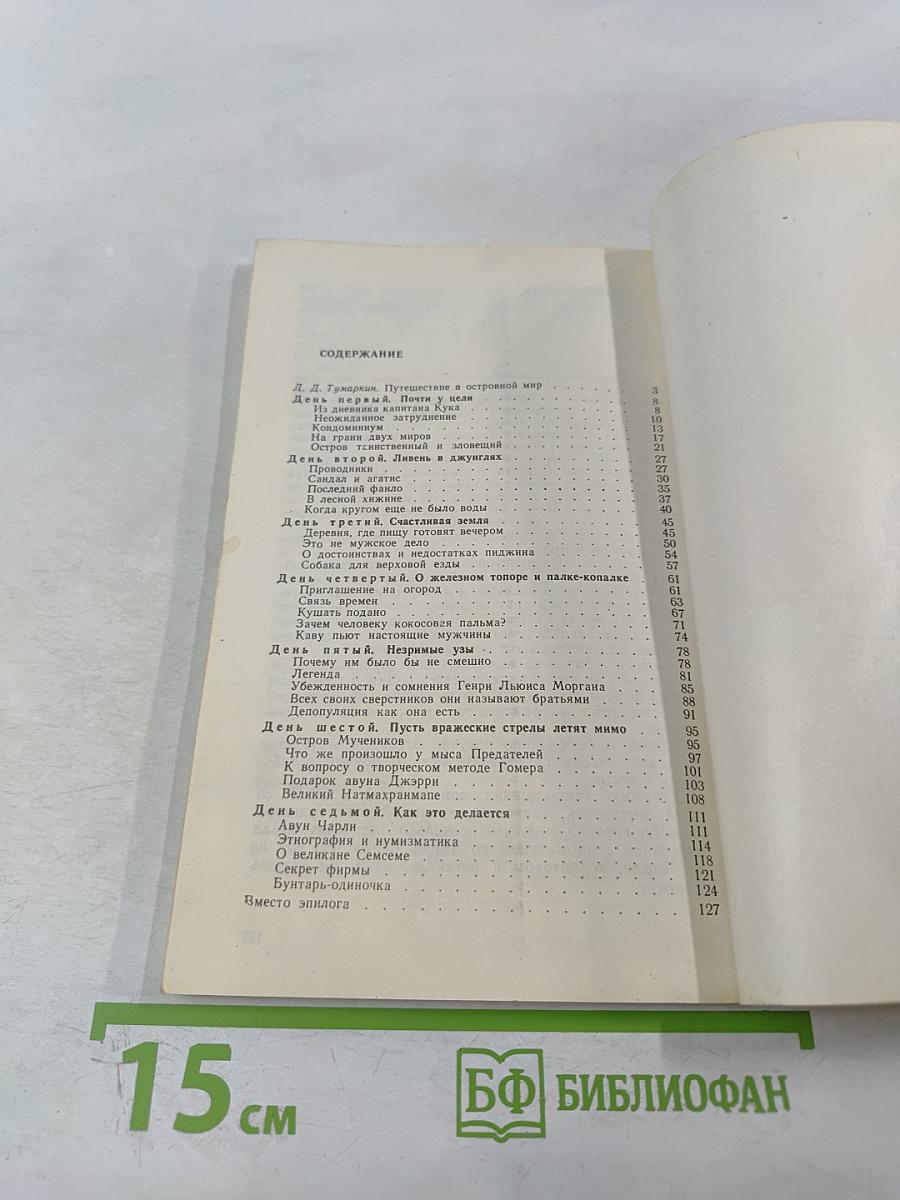 СОДЕРЖАНИЕ
Д. Д. Тумаркин. Путешествие в островной мир . . . . . . 3
День первый. Почти у цели . . . . . . . . . . . 8
Из дневника капитана Кука . . . . . . . . . . . 8
Неожиданное затруднение . . . . . . . . . . . 10
Кондоминиум . . . . . . . . . . . . . . . 13
На грани двух миров . . . . . . . . . . . . . 17
Остров таинственный и зловещий . . . . . . . . . 21
День второй. Ливень в джунглях . . . . . . . . . 27
Проводники . . . . . . . . . . . . . . . 27
Сандал и агатис . . . . . . . . . . . . . . 30
Последний фанло . . . . . . . . . . . . . . 35
В лесной хижине . . . . . . . . . . . . . . 37
Когда кругом еще не было воды . . . . . . . . . 40
День третий. Счастливая земля . . . . . . . . . . 45
Деревня, где пищу готовят вечером . . . . . . . . 45
Это не мужское дело . . . . . . . . . . . . . 50
О достоинствах и недостатках пиджина . . . . . . . 54
Собака для верховой езды . . . . . . . . . . . 57
День четвертый. О железном топоре и палке-копалке . 61
Приглашение на огород . . . . . . . . . . . . 61
Связь времен . . . . . . . . . . . . . . . 63
Кушать подано . . . . . . . . . . . . . . . 67
Зачем человеку кокосовая пальма? . . . . . . . . . 71
Каву пьют настоящие мужчины . . . . . . . . . . 74
День пятый. Незримые узы . . . . . . . . . . . 78
Почему им было бы не смешно . . . . . . . . . . 78
Легенда . . . . . . . . . . . . . . . . . 81
Убежденность и сомнения Генри Льюиса Моргана . . . 85
Всех своих сверстников они называют братьями . . . . 88
Депопуляция как она есть . . . . . . . . . . . 91
День шестой. Пусть вражеские стрелы летят мимо . . 95
Остров Мучеников . . . . . . . . . . . . . . 95
Что же произошло у мыса Предателей . . . . . . . 97
К вопросу о творческом методе Гомера . . . . . . . 101
Подарок авуна Джэрри . . . . . . . . . . . . 103
Великий Натмахранмапе . . . . . . . . . . . . 108
День седьмой. Как это делается . . . . . . . . . 111
Авун Чарли . . . . . . . . . . . . . . . . 111
Этнография и нумизматика . . . . . . . . . . . 114
О великане Семсеме . . . . . . . . . . . . . 118
Секрет фирмы . . . . . . . . . . . . . . . 121
Бунтарь-одиночка . . . . . . . . . . . . . . 124
Вместо эпилога . . . . . . . . . . . . . . . . 127
15 см
БФ БИБЛИОФАН